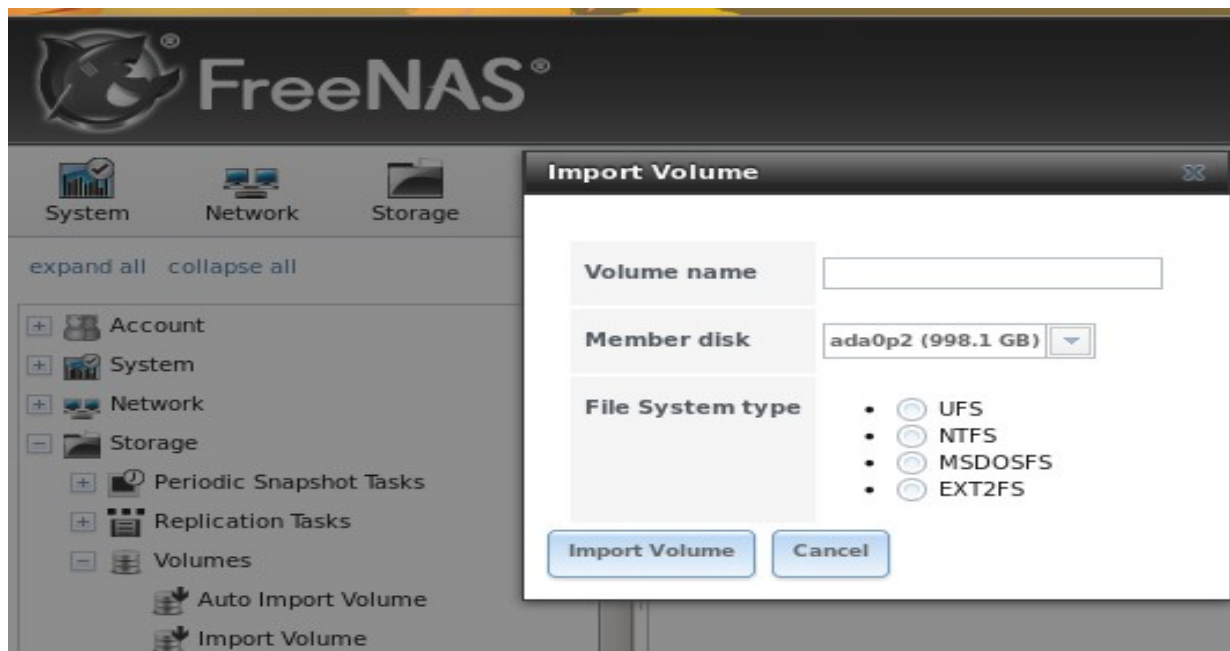 FreeNAS®
System Network Storage
expand all collapse all
Account
System
Network
Storage
Periodic Snapshot Tasks
Replication Tasks
Volumes
Auto Import Volume
Import Volume
Import Volume
Volume name
Member disk ada0p2 (998.1 GB)
File System type
UFS
NTFS
MSDOSFS
EXT2FS
Import Volume Cancel